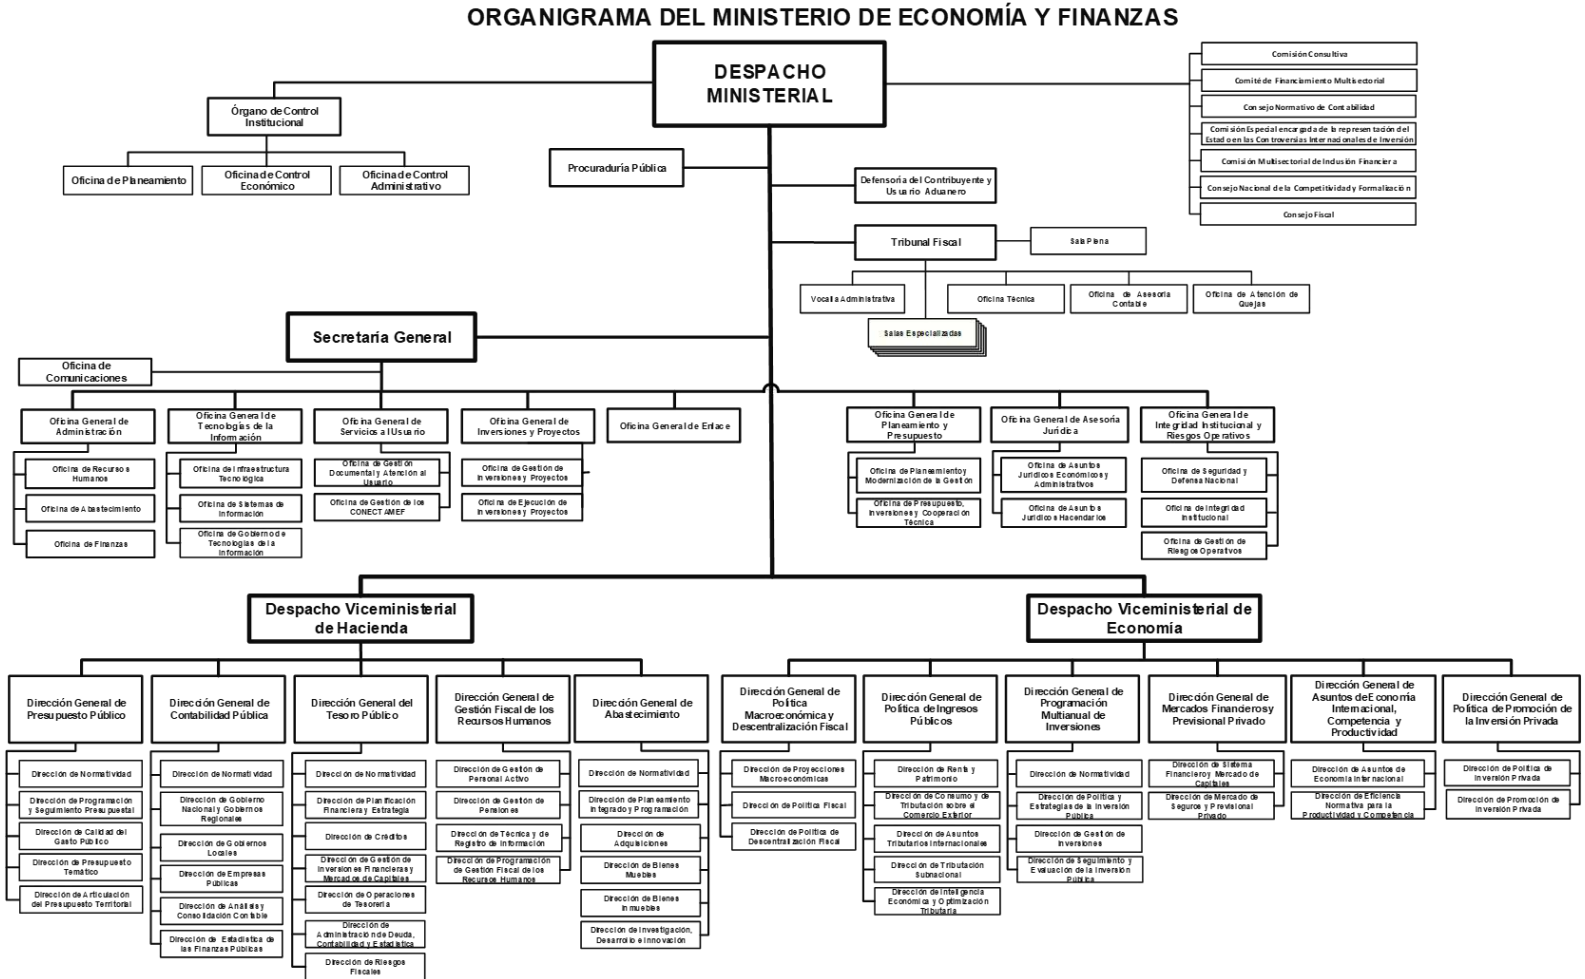 ORGANIGRAMA DEL MINISTERIO DE ECONOMÍA Y FINANZAS
DESPACHO
MINISTERIAL
Comisión Consultiva
Comité de Financiamiento Multisectorial
Consejo Normativo de Contabilidad
Comisión Especial encargada de la representación del
Estado en las Controversias Internacionales de Inversión
Comisión Multisectorial de Inclusión Financiera
Consejo Nacional de la Competitividad y Formalización
Consejo Fiscal
Órgano de Control
Institucional
Oficina de Planeamiento
Oficina de Control
Económico
Oficina de Control
Administrativo
Procuraduría Pública
Defensoría del Contribuyente y
Usuario Aduanero
Tribunal Fiscal
Sala Plena
Vocalía Administrativa
Oficina Técnica
Oficina de Asesoría
Contable
Oficina de Atención de
Quejas
Salas Especializadas
Secretaría General
Oficina de
Comunicaciones
Oficina General de
Administración
Oficina de Recursos
Humanos
Oficina de Abastecimiento
Oficina de Finanzas
Oficina General de
Tecnologías de la
Información
Oficina de Infraestructura
Tecnológica
Oficina de Sistemas de
Información
Oficina de Gobierno de
Tecnologías de la
Información
Oficina General de
Servicios al Usuario
Oficina de Gestión
Documental y Atención al
Usuario
Oficina de Gestión de los
CONECTAMEF
Oficina General de
Inversiones y Proyectos
Oficina de Gestión de
Inversiones y Proyectos
Oficina de Ejecución de
Inversiones y Proyectos
Oficina General de Enlace
Oficina General de
Planeamiento y
Presupuesto
Oficina de Planeamiento y
Modernización de la Gestión
Oficina de Presupuesto,
Inversiones y Cooperación
Técnica
Oficina General de Asesoría
Jurídica
Oficina de Asuntos
Jurídicos Económicos y
Administrativos
Oficina de Asuntos
Jurídicos Hacendarios
Oficina General de
Integridad Institucional y
Riesgos Operativos
Oficina de Seguridad y
Defensa Nacional
Oficina de Integridad
Institucional
Oficina de Gestión de
Riesgos Operativos
Despacho Viceministerial
de Hacienda
Dirección General de
Presupuesto Público
Dirección de Normatividad
Dirección de Programación
y Seguimiento Presupuestal
Dirección de Calidad del
Gasto Público
Dirección de Presupuesto
Temático
Dirección de Articulación
del Presupuesto Territorial
Dirección General de
Contabilidad Pública
Dirección de Normatividad
Dirección de Gobierno
Nacional y Gobiernos
Regionales
Dirección de Gobiernos
Locales
Dirección de Empresas
Públicas
Dirección de Análisis y
Consolidación Contable
Dirección de Estadística de
las Finanzas Públicas
Dirección General del
Tesoro Público
Dirección de Normatividad
Dirección de Planificación
Financiera y Estrategia
Dirección de Créditos
Dirección de Gestión de
Inversiones Financieras y
Mercados de Capitales
Dirección de Operaciones
de Tesorería
Dirección de
Administración de Deuda,
Contabilidad y Estadística
Dirección de Riesgos
Fiscales
Dirección General de
Gestión Fiscal de los
Recursos Humanos
Dirección de Gestión de
Personal Activo
Dirección de Gestión de
Pensiones
Dirección de Técnica y de
Registro de Información
Dirección de Programación
de Gestión Fiscal de los
Recursos Humanos
Dirección General de
Abastecimiento
Dirección de Normatividad
Dirección de Planeamiento
Integrado y Programación
Dirección de
Adquisiciones
Dirección de Bienes
Muebles
Dirección de Bienes
Inmuebles
Dirección de Investigación,
Desarrollo e Innovación
Despacho Viceministerial de
Economía
Dirección General de
Política
Macroeconómica y
Descentralización Fiscal
Dirección de Proyecciones
Macroeconómicas
Dirección de Política Fiscal
Dirección de Política de
Descentralización Fiscal
Dirección General de
Política de Ingresos
Públicos
Dirección de Renta y
Patrimonio
Dirección de Consumo y de
Tributación sobre el
Comercio Exterior
Dirección de Asuntos
Tributarios Internacionales
Dirección de Tributación
Subnacional
Dirección de Inteligencia
Económica y Optimización
Tributaria
Dirección General de
Programación
Multianual de
Inversiones
Dirección de Normatividad
Dirección de Política y
Estrategias de la Inversión
Pública
Dirección de Gestión de
Inversiones
Dirección de Seguimiento y
Evaluación de la Inversión
Pública
Dirección General de
Mercados Financieros y
Previsional Privado
Dirección de Sistema
Financiero y Mercado de
Capitales
Dirección de Mercado de
Seguros y Previsional
Privado
Dirección General de
Asuntos de Economía
Internacional,
Competencia y
Productividad
Dirección de Asuntos de
Economía Internacional
Dirección de Eficiencia
Normativa para la
Productividad y Competencia
Dirección General de
Política de Promoción de
la Inversión Privada
Dirección de Política de
Inversión Privada
Dirección de Promoción de
Inversión Privada